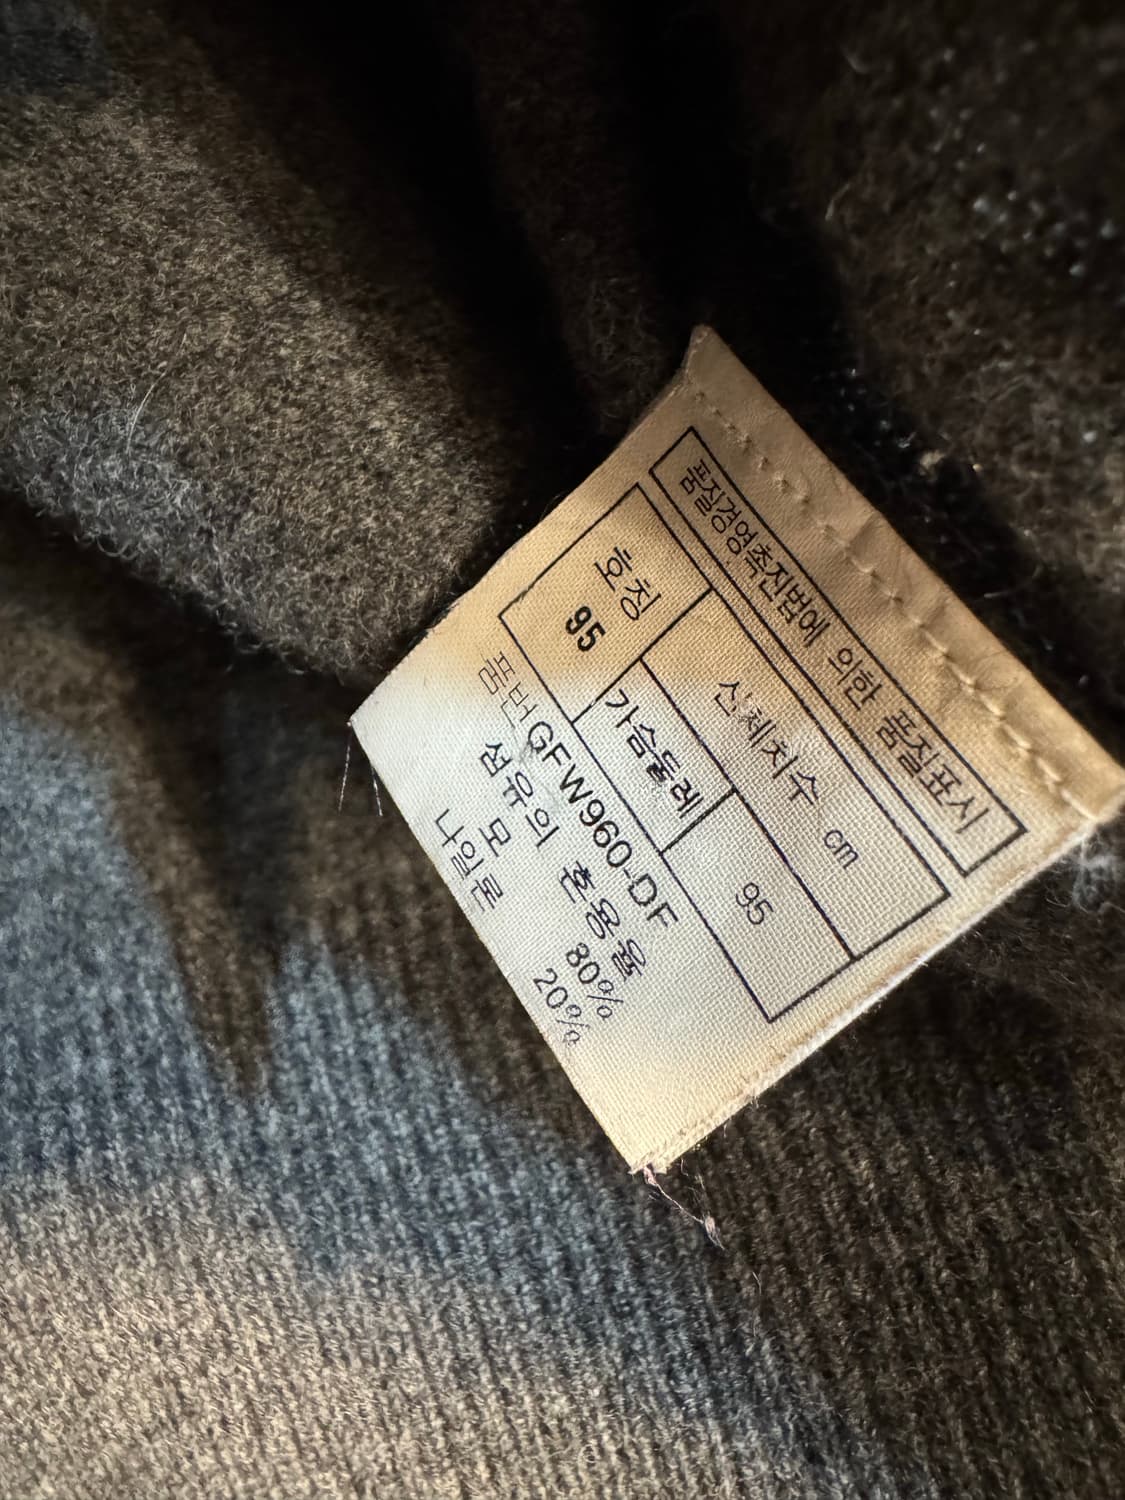 품질경영촉진법에 의한 품질표시
호칭
95
신체치수 cm
가슴둘레 95
품번 GFW960-DF
섬유의 혼용율
모 80%
나일론 20%